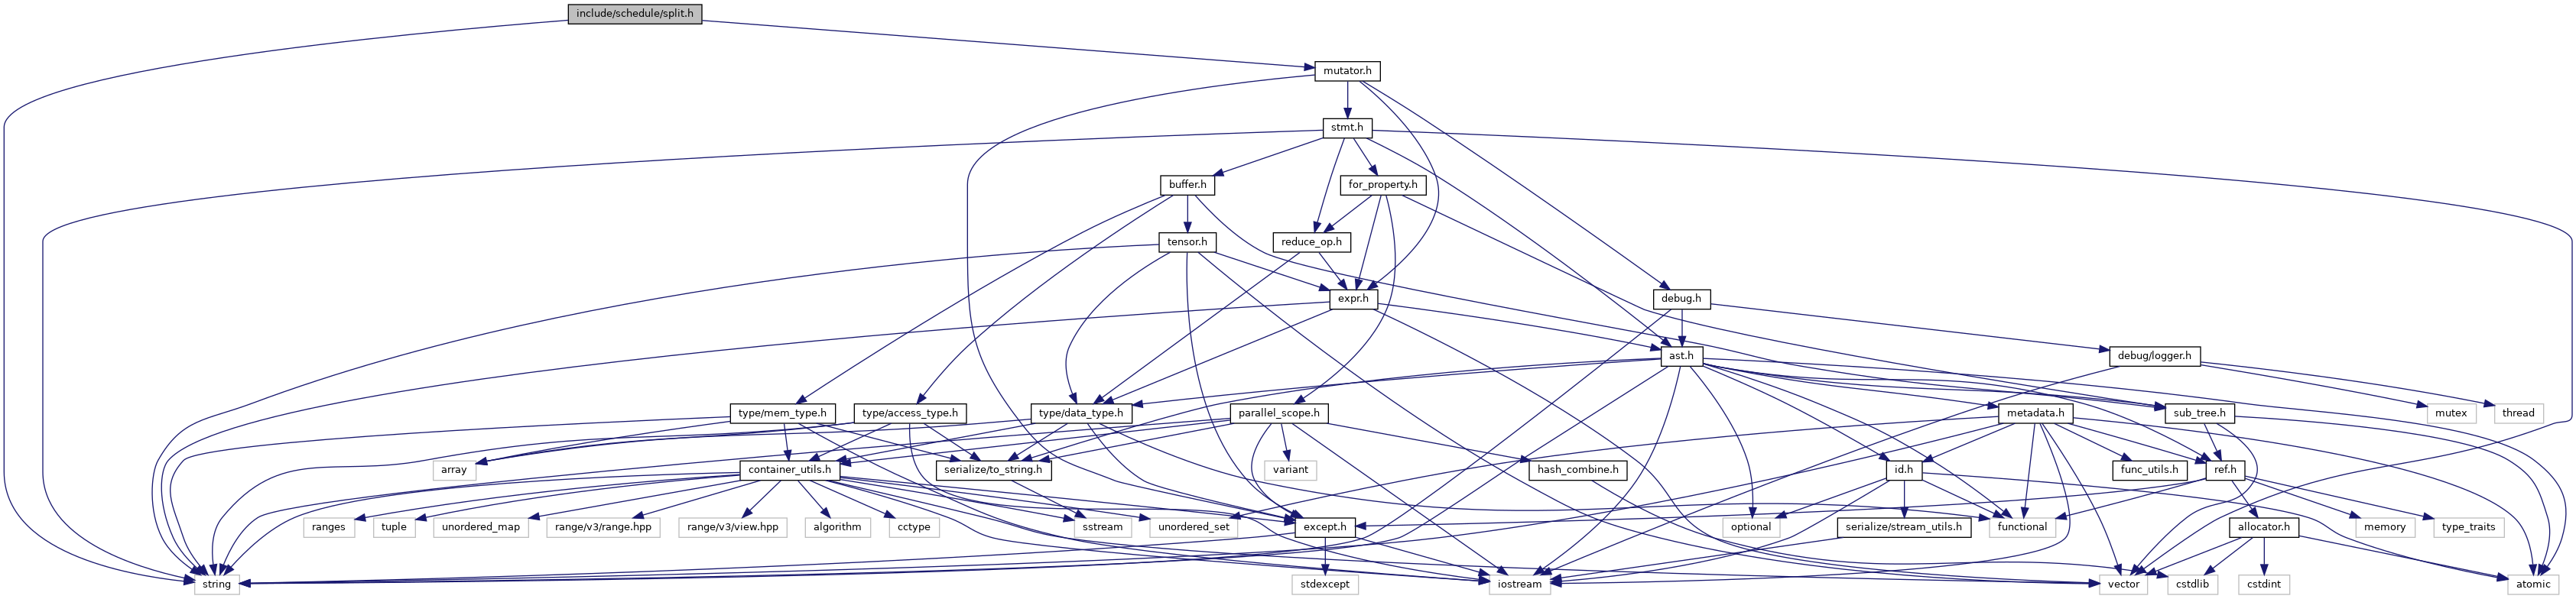 include/schedule/split.h
mutator.h
stmt.h
buffer.h
for_property.h
tensor.h
reduce_op.h
expr.h
debug.h
ast.h
debug/logger.h
type/mem_type.h
type/access_type.h
type/data_type.h
parallel_scope.h
metadata.h
sub_tree.h
mutex
thread
array
container_utils.h
serialize/to_string.h
variant
hash_combine.h
id.h
func_utils.h
ref.h
ranges
tuple
unordered_map
range/v3/range.hpp
range/v3/view.hpp
algorithm
cctype
sstream
unordered_set
except.h
optional
serialize/stream_utils.h
functional
allocator.h
memory
type_traits
string
stdexcept
iostream
vector
cstdlib
cstdint
atomic